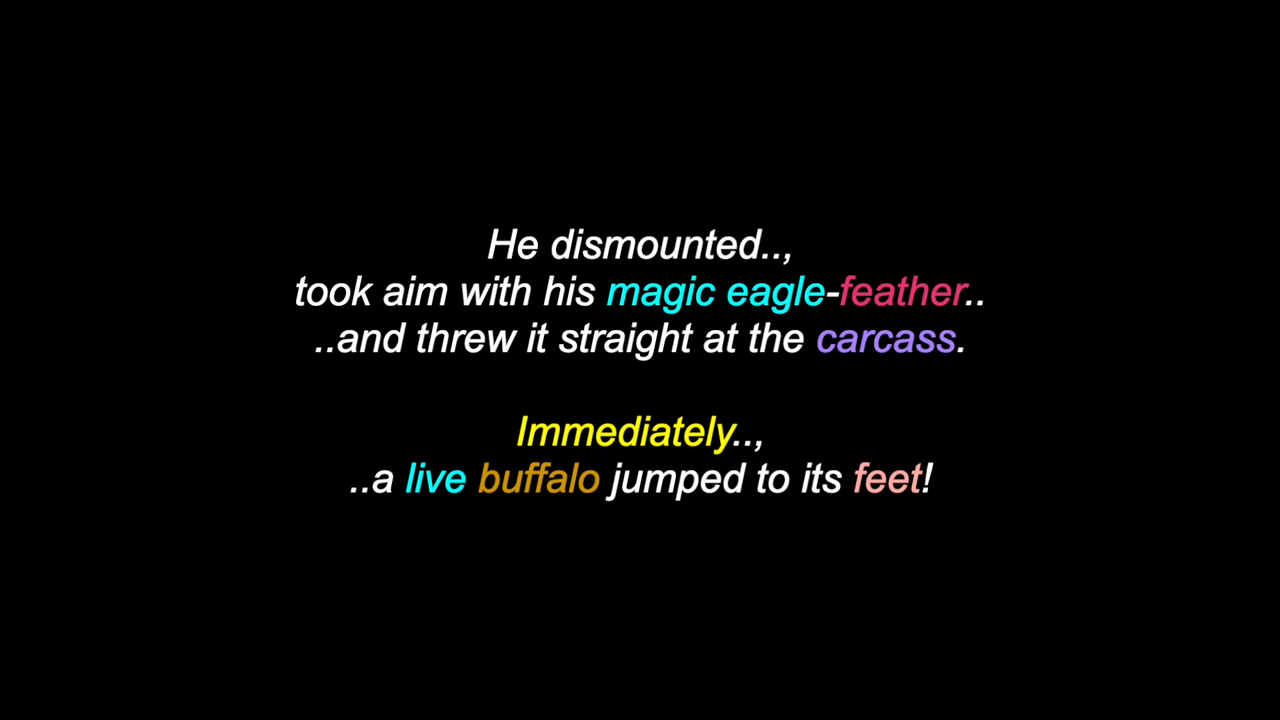 He dismounted..,
took aim with his magic eagle-feather..
..and threw it straight at the carcass.
Immediately..,
..a live buffalo jumped to its feet!